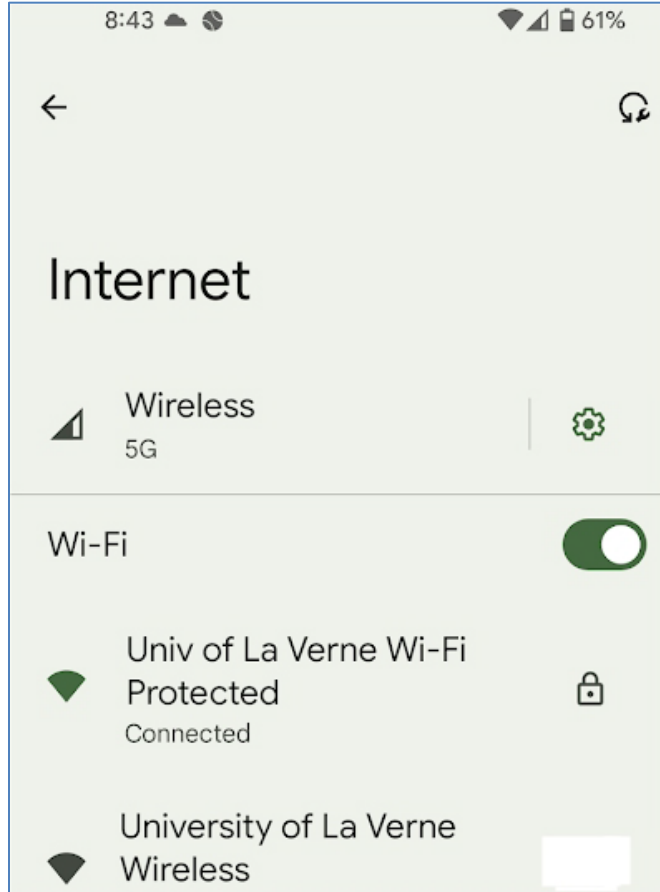 8:43 61%
Internet
Wireless
5G
Wi-Fi
Univ of La Verne Wi-Fi
Protected
Connected
University of La Verne
Wireless